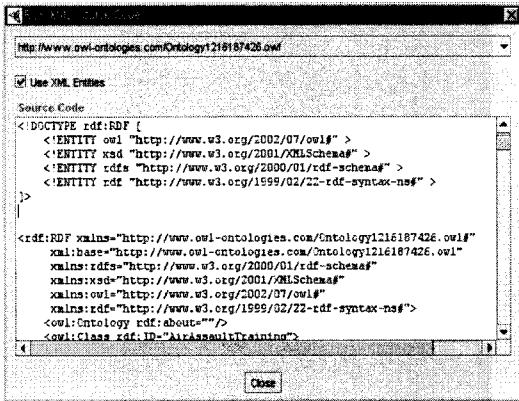 http://www.owl-ontologies.com/Ontology1216187426.owl
Use XML Entities
Source Code
<!DOCTYPE rdf:RDF [
<!ENTITY owl "http://www.w3.org/2002/07/owl#" >
<!ENTITY xsd "http://www.w3.org/2001/XMLSchema#" >
<!ENTITY rdfs "http://www.w3.org/2000/01/rdf-schema#" >
<!ENTITY rdf "http://www.w3.org/1999/02/22-rdf-syntax-ns#" >
]>
<rdf:RDF xmlns="http://www.owl-ontologies.com/Ontology1216187426.owl#"
xml:base="http://www.owl-ontologies.com/Ontology1216187426.owl"
xmlns:rdfs="http://www.w3.org/2000/01/rdf-schema#"
xmlns:xsd="http://www.w3.org/2001/XMLSchema#"
xmlns:owl="http://www.w3.org/2002/07/owl#"
xmlns:rdf="http://www.w3.org/1999/02/22-rdf-syntax-ns#">
<owl:Ontology rdf:about=""/>
<owl:Class rdf:ID="AirAssaultTraining">
Close